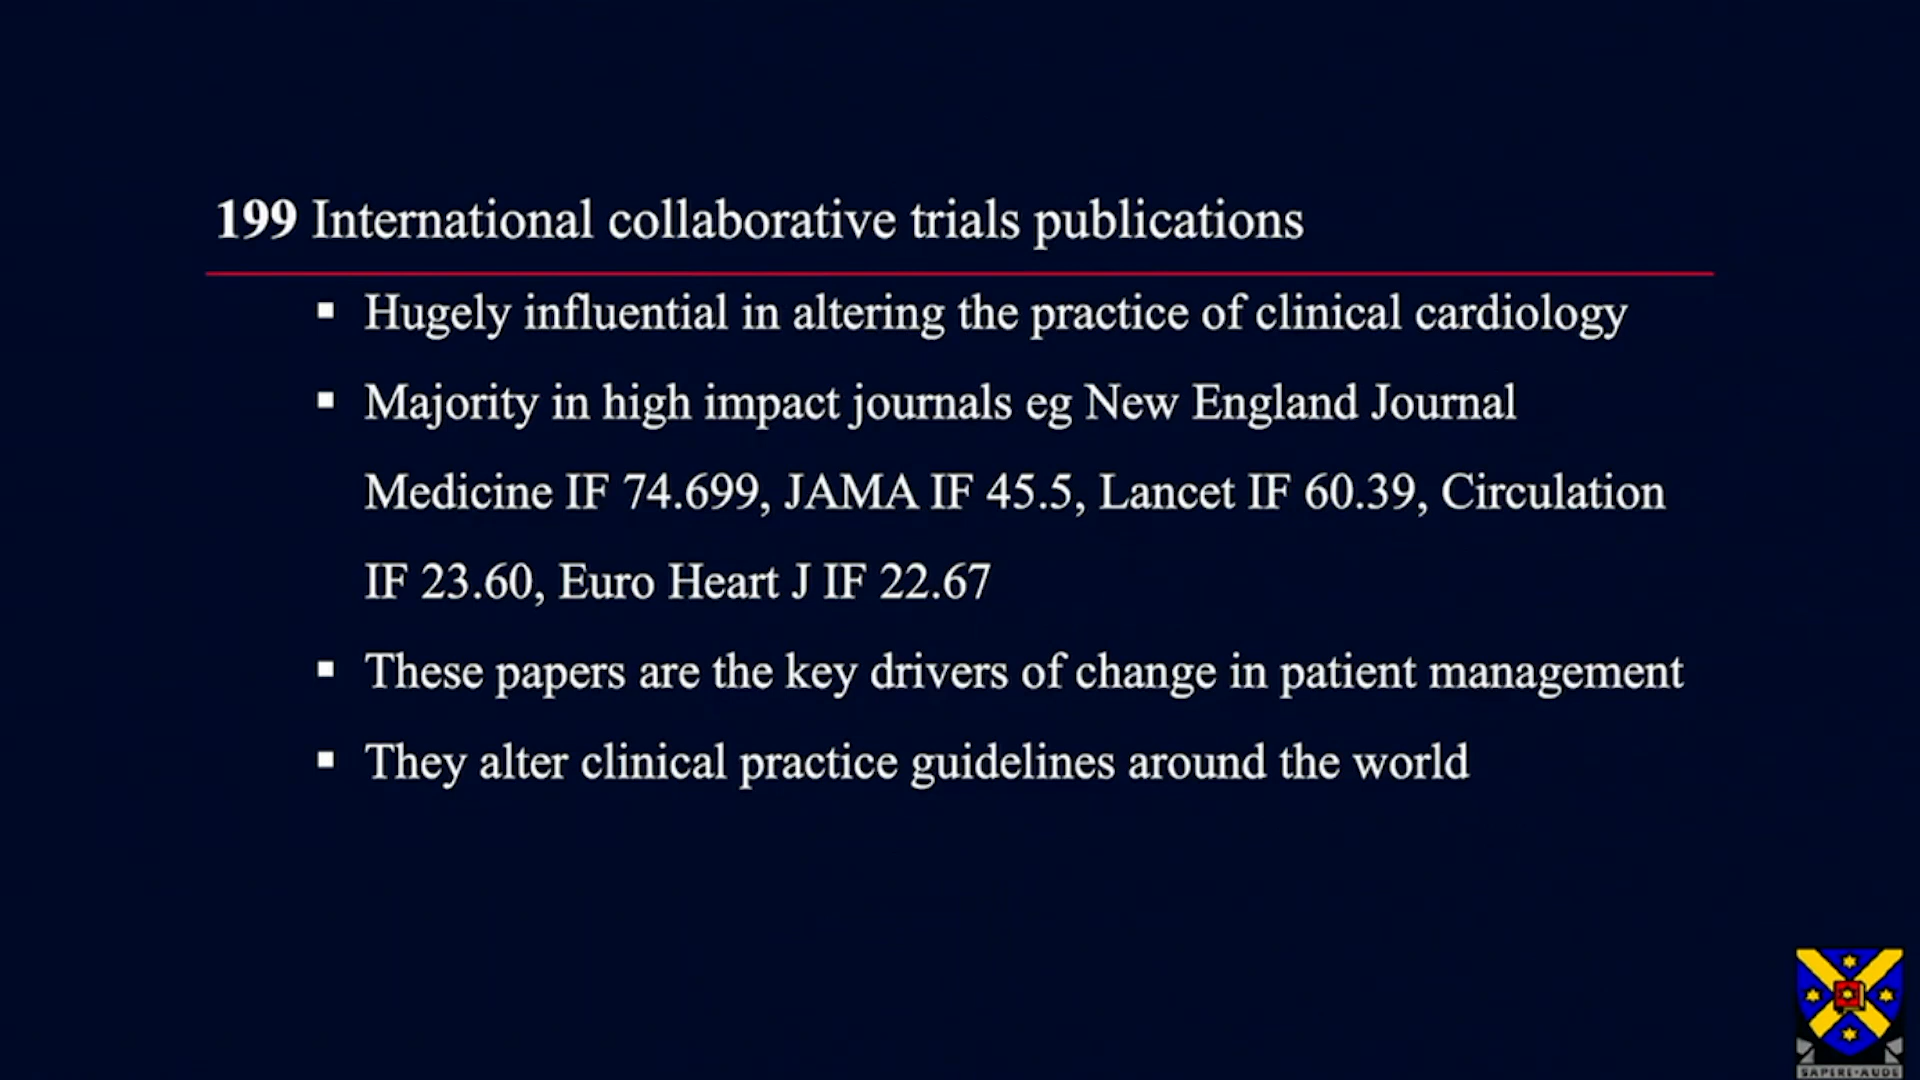 199 International collaborative trials publications
▪ Hugely influential in altering the practice of clinical cardiology
▪ Majority in high impact journals eg New England Journal
Medicine IF 74.699, JAMA IF 45.5, Lancet IF 60.39, Circulation
IF 23.60, Euro Heart J IF 22.67
▪ These papers are the key drivers of change in patient management
▪ They alter clinical practice guidelines around the world
SAPERE·AUDE